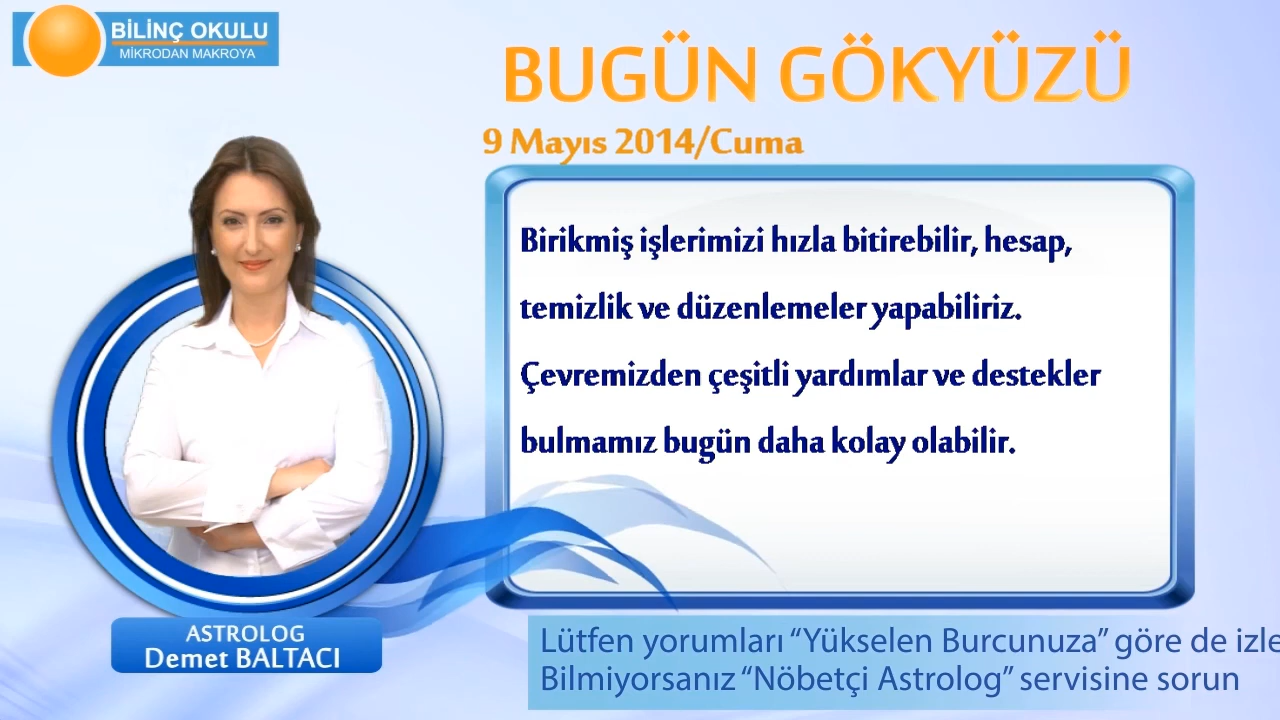 BİLİNÇ OKULU
MİKRODAN MAKROYA
BUGÜN GÖKYÜZÜ
9 Mayıs 2014/Cuma
Birikmiş işlerimizi hızla bitirebilir, hesap,
temizlik ve düzenlemeler yapabiliriz.
Çevremizden çeşitli yardımlar ve destekler
bulmamız bugün daha kolay olabilir.
ASTROLOG
Demet BALTACI
Lütfen yorumları “Yükselen Burcunuza” göre de izle
Bilmiyorsanız “Nöbetçi Astrolog” servisine sorun